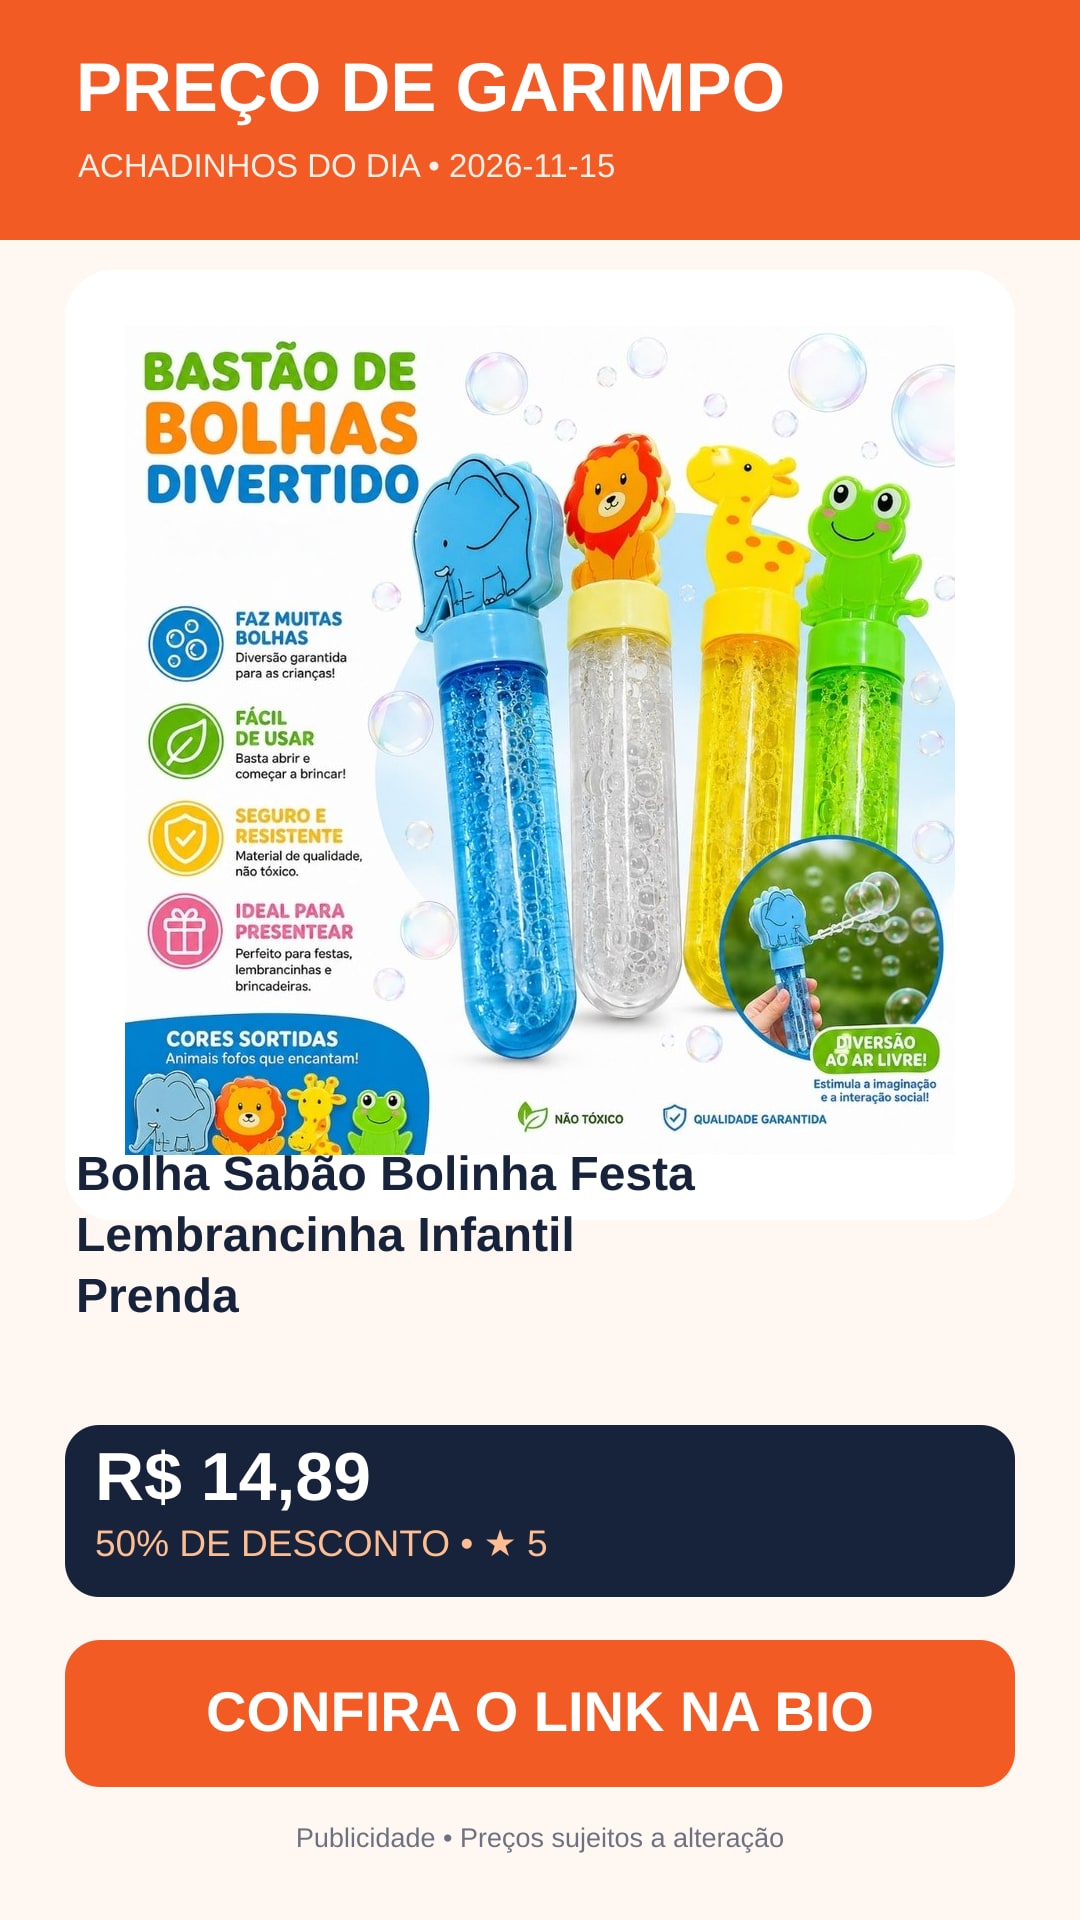 PREÇO DE GARIMPO
ACHADINHOS DO DIA • 2026-11-15
BASTÃO DE
BOLHAS
DIVERTIDO
FAZ MUITAS
BOLHAS
Diversão garantida
para as crianças!
FÁCIL
DE USAR
Basta abrir e
começar a brincar!
SEGURO E
RESISTENTE
Material de qualidade,
não tóxico.
IDEAL PARA
PRESENTEAR
Perfeito para festas,
lembrancinhas e
brincadeiras.
CORES SORTIDAS
Animais fofos que encantam!
DIVERSÃO
AO AR LIVRE!
Estimula a imaginação
e a interação social!
NÃO TÓXICO
QUALIDADE GARANTIDA
Bolha Sabão Bolinha Festa
Lembrancinha Infantil
Prenda
R$ 14,89
50% DE DESCONTO • ★ 5
CONFIRA O LINK NA BIO
Publicidade • Preços sujeitos a alteração